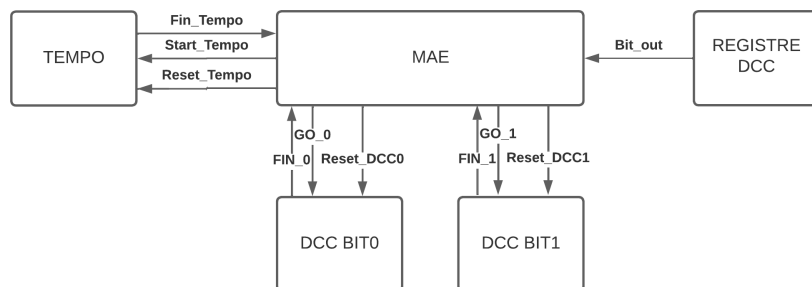 Fin_Tempo
Start_Tempo
Reset_Tempo
TEMPO
MAE
Bit_out
REGISTRE
DCC
GO_0
FIN_0
Reset_DCC0
GO_1
FIN_1
Reset_DCC1
DCC BIT0
DCC BIT1